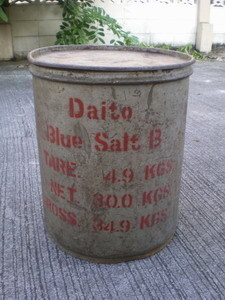 Daito
Blue Salt B
TARE. 4.9 KGS
NET. 30.0 KGS
GROSS. 34.9 KGS